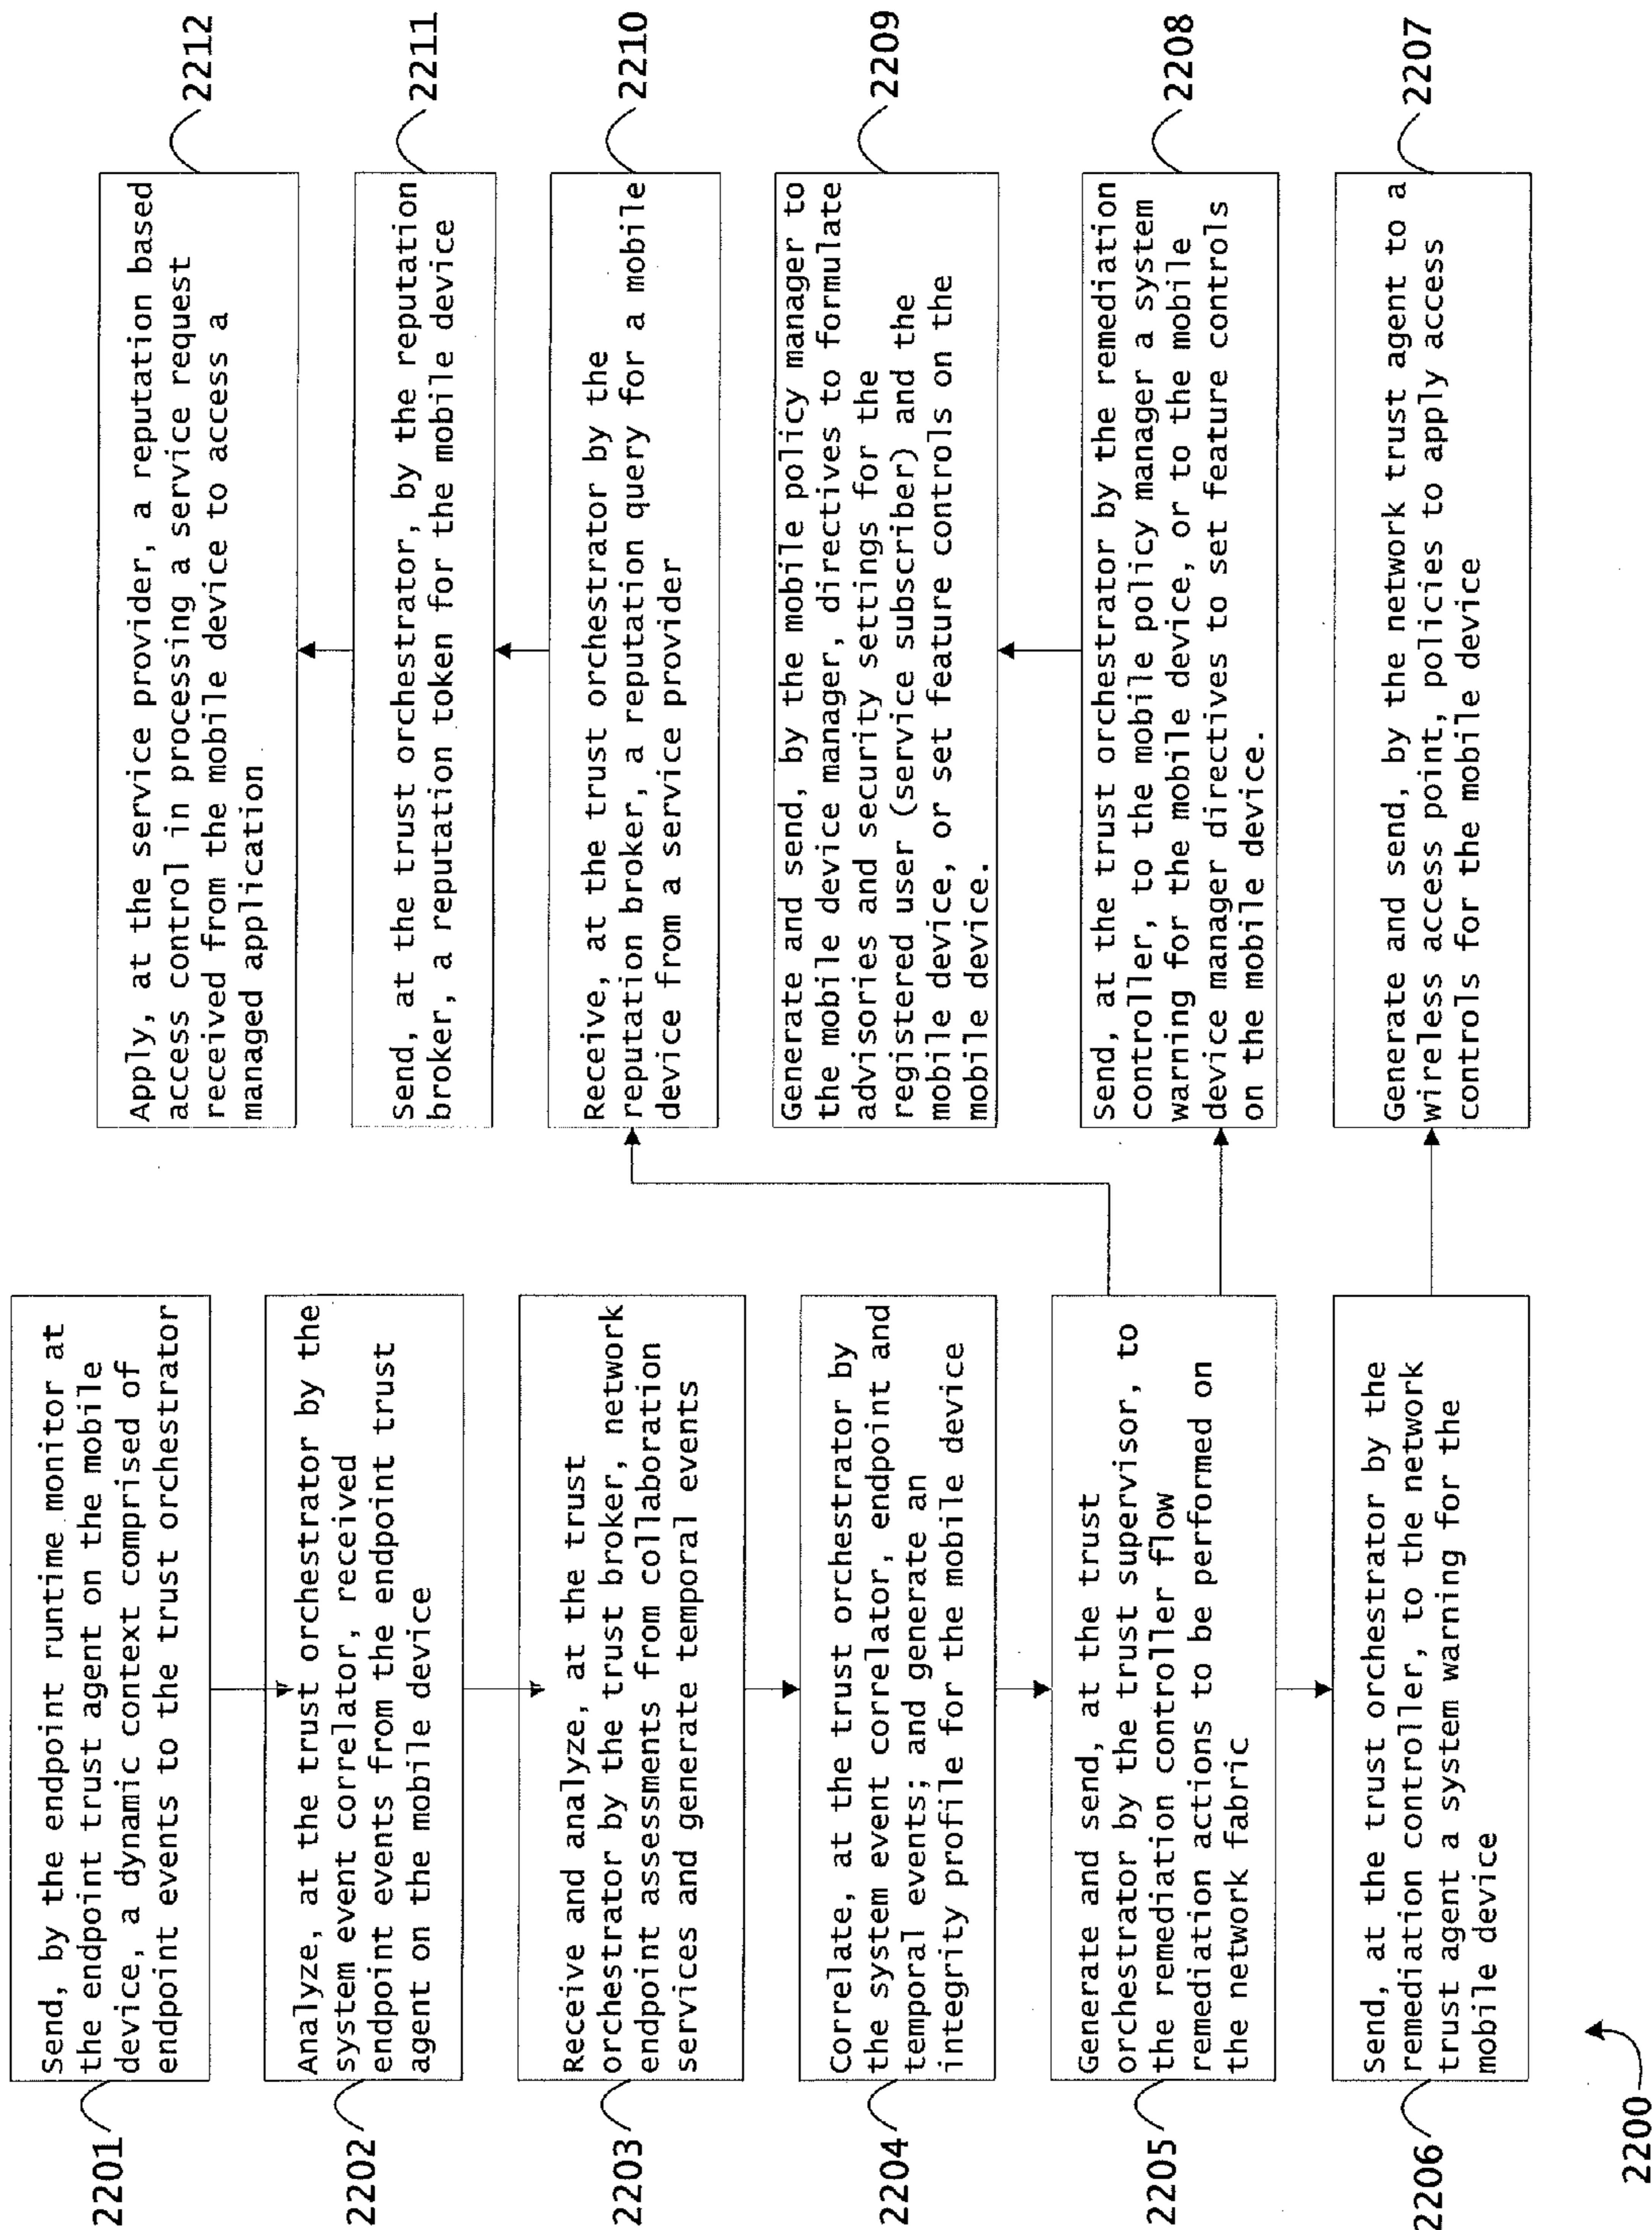 2201
Send, by the endpoint runtime monitor at
the endpoint trust agent on the mobile
device, a dynamic context comprised of
endpoint events to the trust orchestrator
2202
Analyze, at the trust orchestrator by the
system event correlator, received
endpoint events from the endpoint trust
agent on the mobile device
2203
Receive and analyze, at the trust
orchestrator by the trust broker, network
endpoint assessments from collaboration
services and generate temporal events
2204
Correlate, at the trust orchestrator by
the system event correlator, endpoint and
temporal events; and generate an
integrity profile for the mobile device
2205
Generate and send, at the trust
orchestrator by the trust supervisor, to
the remediation controller flow
remediation actions to be performed on
the network fabric
2206
Send, at the trust orchestrator by the
remediation controller, to the network
trust agent a system warning for the
mobile device
2212
Apply, at the service provider, a reputation based
access control in processing a service request
received from the mobile device to access a
managed application
2211
Send, at the trust orchestrator, by the reputation
broker, a reputation token for the mobile device
2210
Receive, at the trust orchestrator by the
reputation broker, a reputation query for a mobile
device from a service provider
2209
Generate and send, by the mobile policy manager to
the mobile device manager, directives to formulate
advisories and security settings for the
registered user (service subscriber) and the
mobile device, or set feature controls on the
mobile device.
2208
Send, at the trust orchestrator by the remediation
controller, to the mobile policy manager a system
warning for the mobile device, or to the mobile
device manager directives to set feature controls
on the mobile device.
2207
Generate and send, by the network trust agent to a
wireless access point, policies to apply access
controls for the mobile device
2200